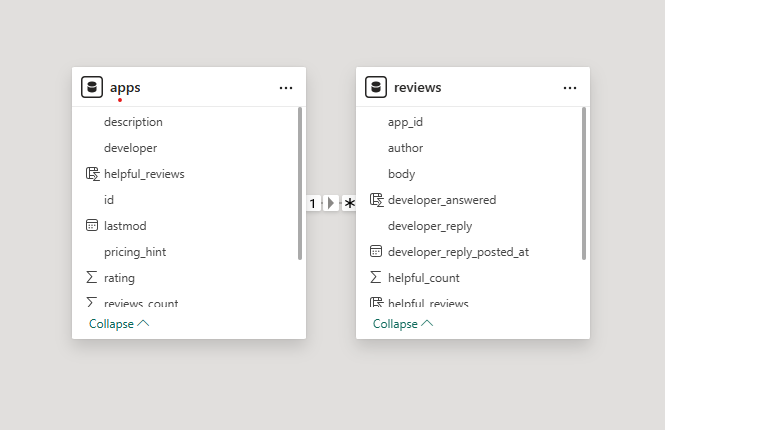 apps
description
developer
helpful_reviews
id
lastmod
pricing_hint
rating
reviews_count
Collapse
1
*
reviews
app_id
author
body
developer_answered
developer_reply
developer_reply_posted_at
helpful_count
helpful_reviews
Collapse